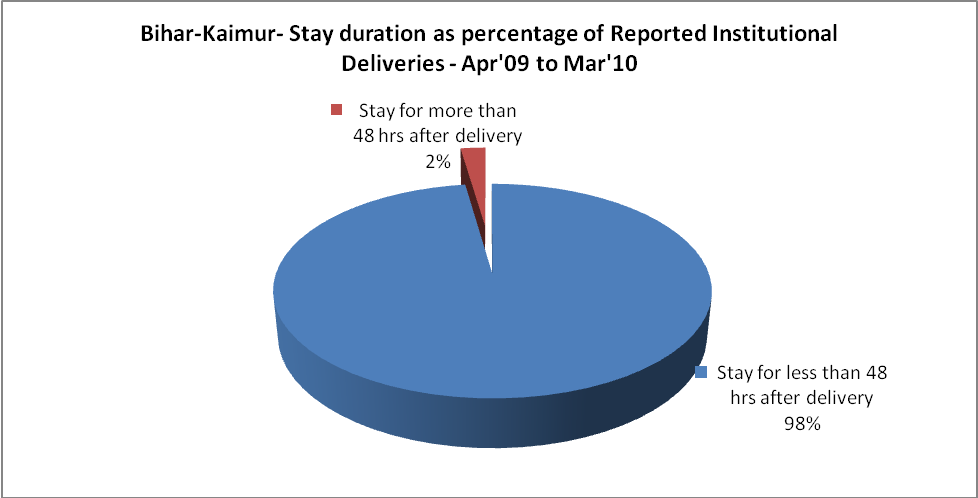 Bihar-Kaimur- Stay duration as percentage of Reported Institutional
Deliveries - Apr'09 to Mar'10
Stay for more than
48 hrs after delivery
2%
Stay for less than 48
hrs after delivery
98%